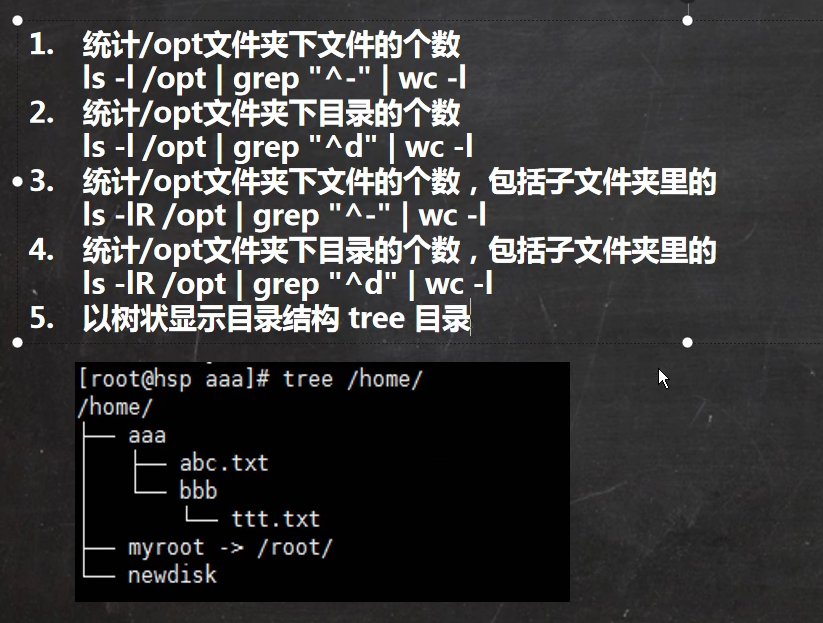 1. 统计/opt文件夹下文件的个数
ls -l /opt | grep "^-" | wc -l
2. 统计/opt文件夹下目录的个数
ls -l /opt | grep "^d" | wc -l
3. 统计/opt文件夹下文件的个数，包括子文件夹里的
ls -lR /opt | grep "^-" | wc -l
4. 统计/opt文件夹下目录的个数，包括子文件夹里的
ls -lR /opt | grep "^d" | wc -l
5. 以树状显示目录结构 tree 目录
[root@hsp aaa]# tree /home/
/home/
├── aaa
│   ├── abc.txt
│   └── bbb
│       └── ttt.txt
├── myroot -> /root/
└── newdisk